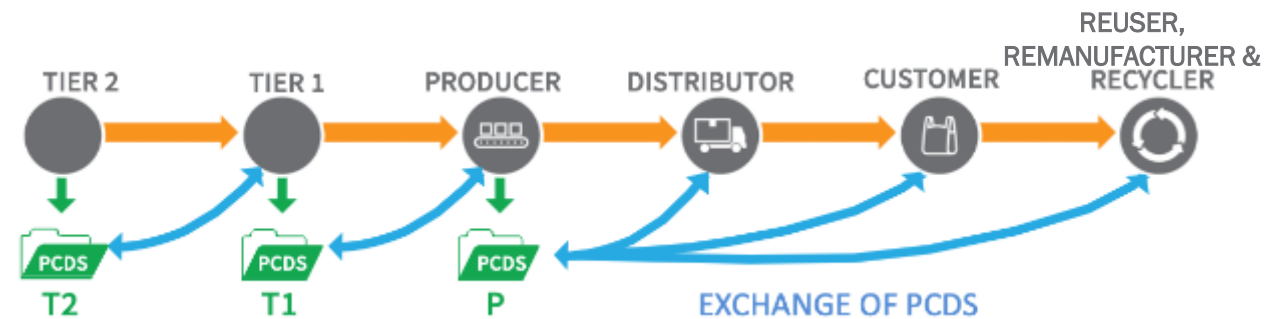 REUSER,
REMANUFACTURER &
TIER 2 TIER 1 PRODUCER DISTRIBUTOR CUSTOMER RECYCLER
PCDS PCDS PCDS
T2 T1 P EXCHANGE OF PCDS